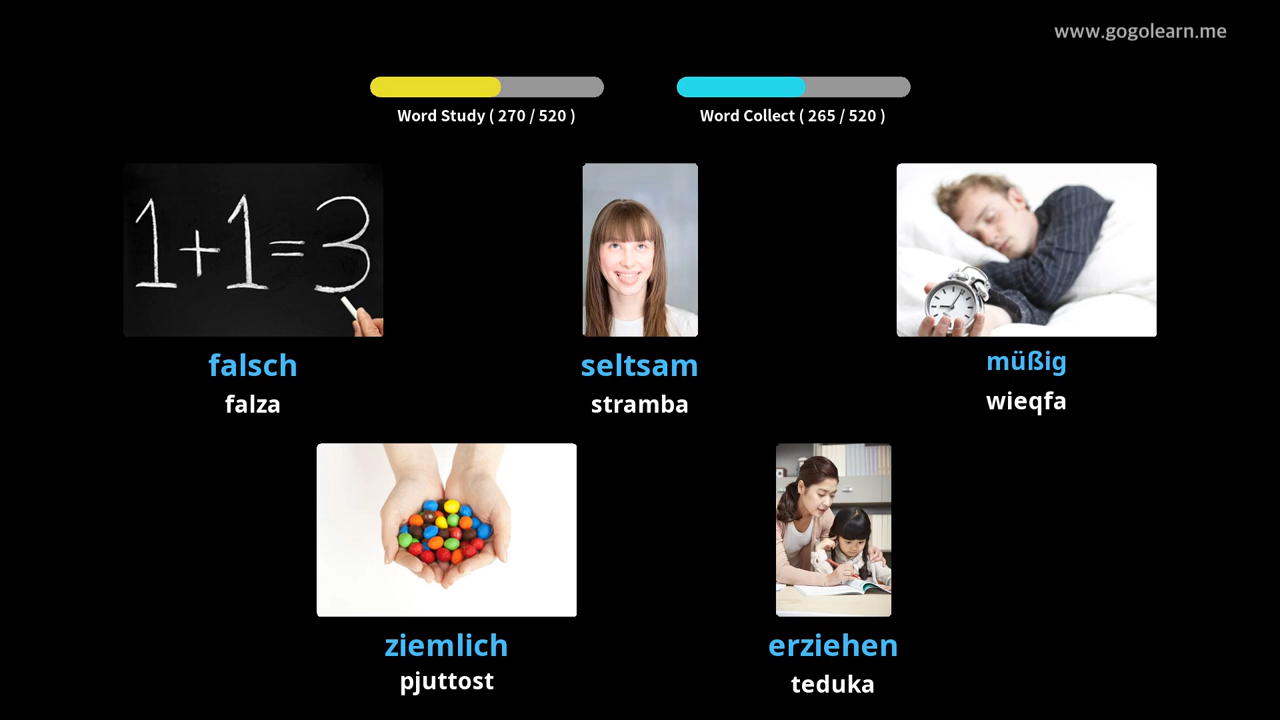 www.gogolearn.me
Word Study ( 270 / 520 )
Word Collect ( 265 / 520 )
1+1=3
falsch
falza
seltsam
stramba
müßig
wieqfa
ziemlich
pjuttost
erziehen
teduka